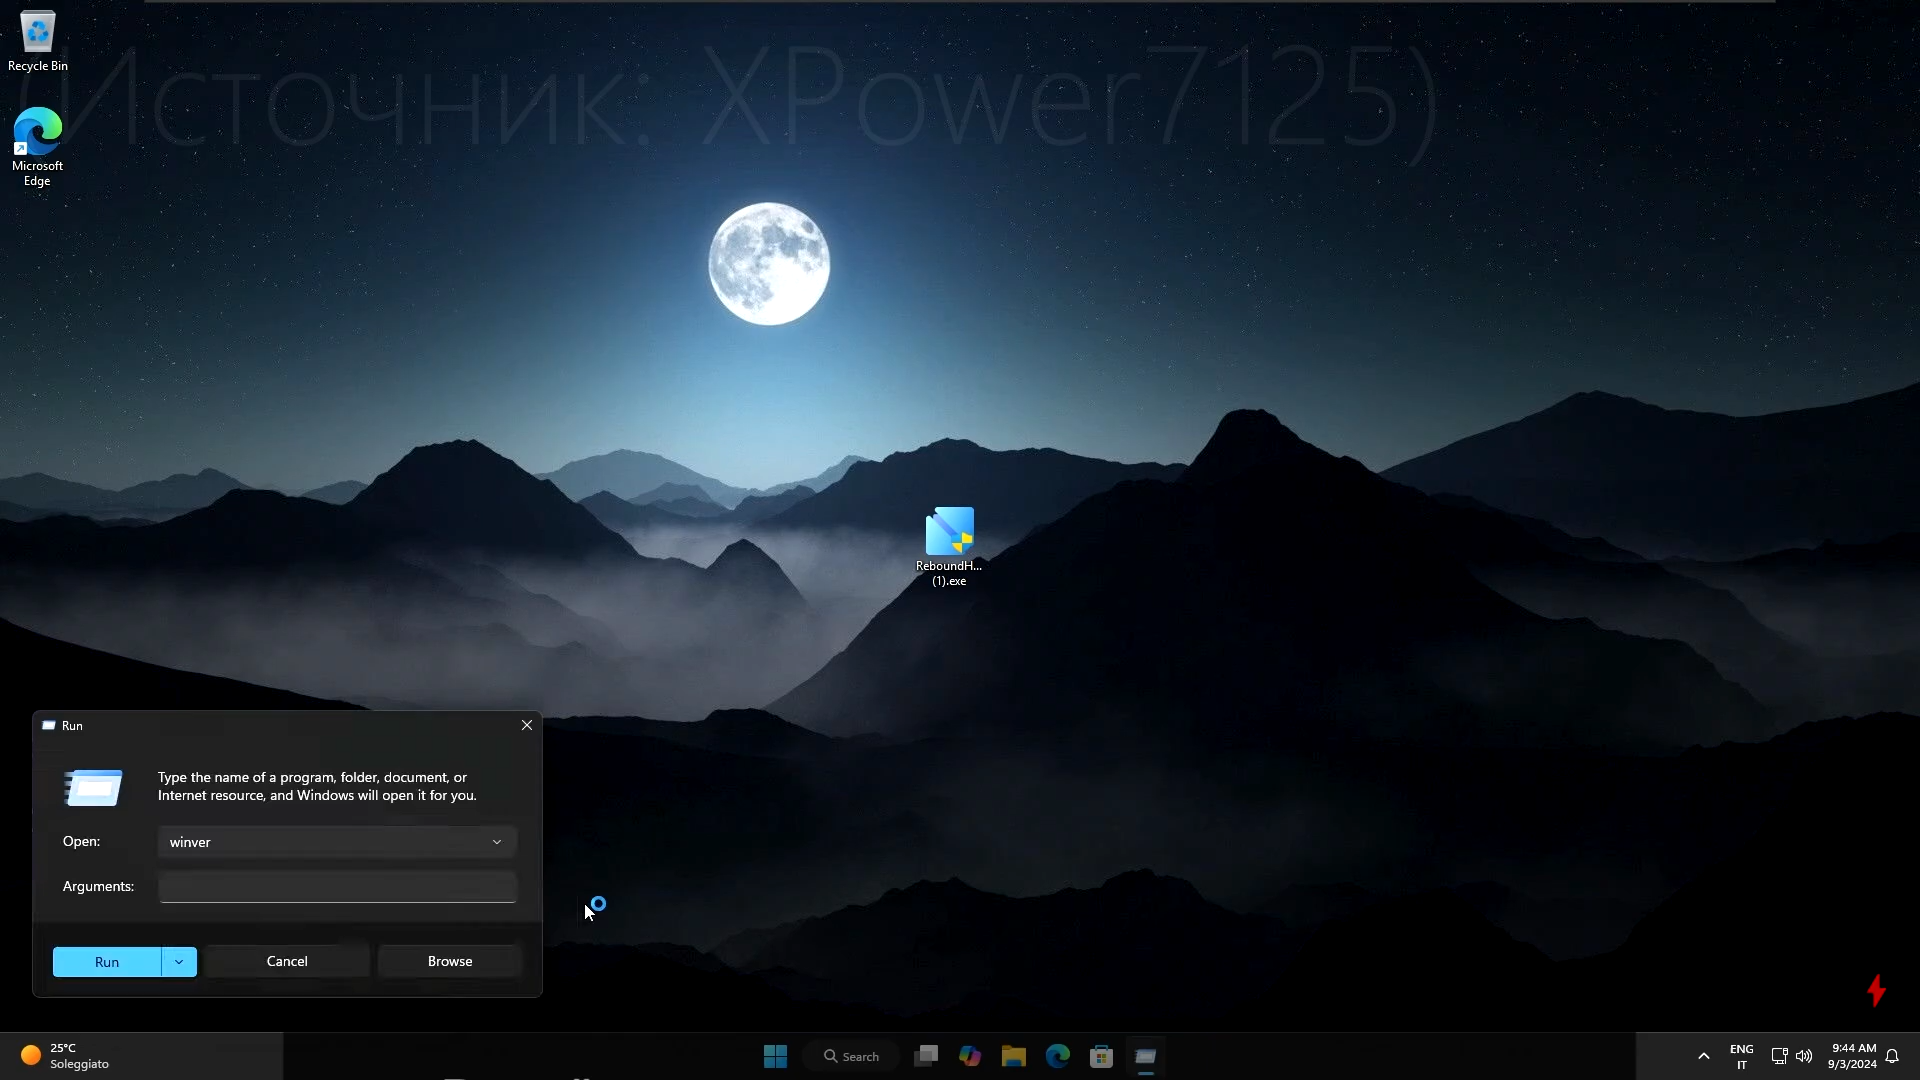 Recycle Bin
(Источник: XPower7125)
Microsoft
Edge
ReboundH...
(1).exe
Run
Type the name of a program, folder, document, or
Internet resource, and Windows will open it for you.
Open:
winver
Arguments:
Run
Cancel
Browse
25°C
Soleggiato
Search
ENG
IT
9:44 AM
9/3/2024